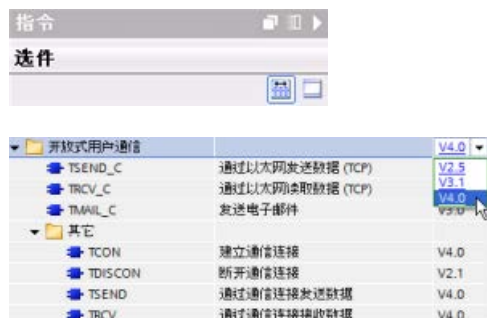 指令
选件
开放式用户通信 V4.0
TSEND_C 通过以太网发送数据 (TCP) V2.5
V3.1
TRCV_C 通过以太网读取数据 (TCP)
V4.0
TMAIL_C 发送电子邮件 V3.0
其它
TCON 建立通信连接 V4.0
TDISCON 断开通信连接 V2.1
TSEND 通过通信连接发送数据 V4.0
TRCV 通过通信连接接收数据 V4.0